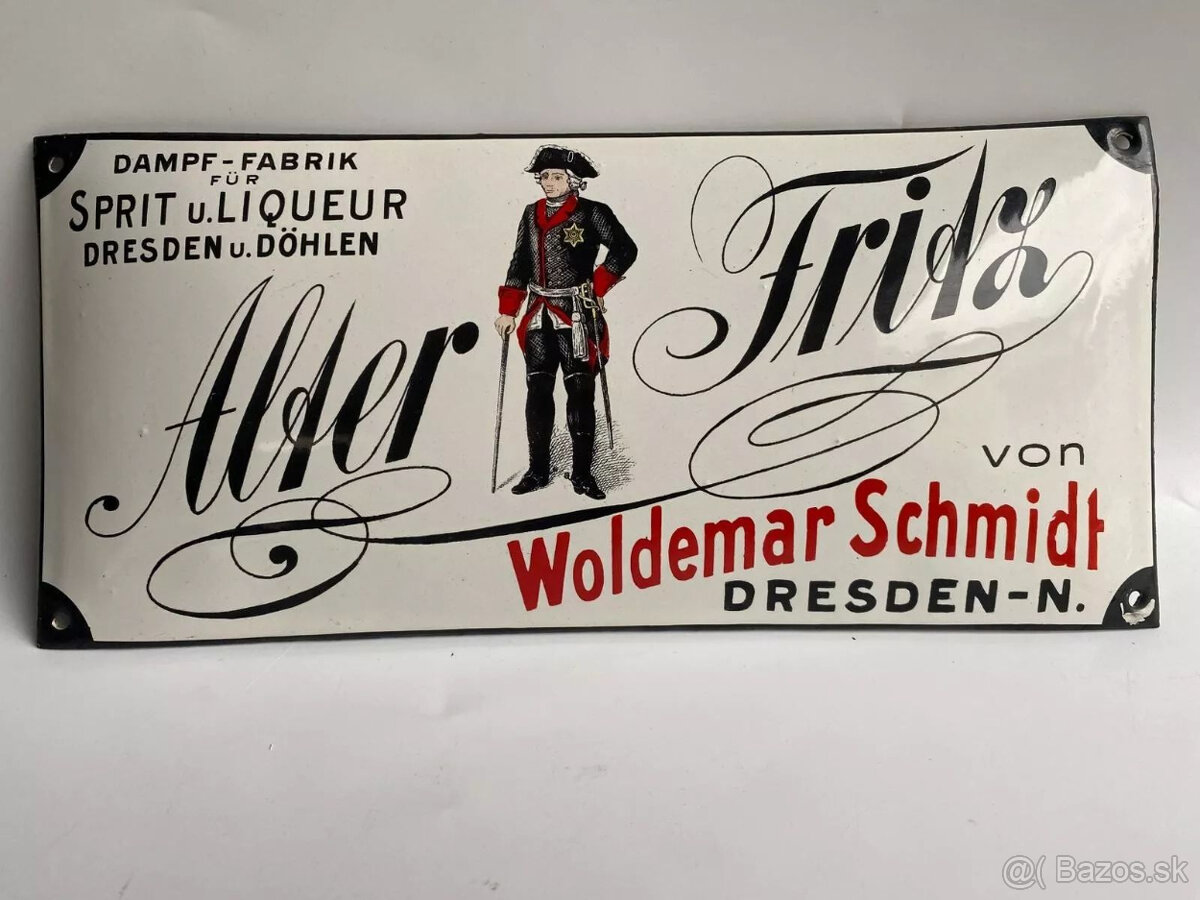 DAMPF-FABRIK
FÜR
SPRIT u. LIQUEUR
DRESDEN u. DÖHLEN
Alter Fritz
von
Woldemar Schmidt
DRESDEN-N.
@( Bazos.sk